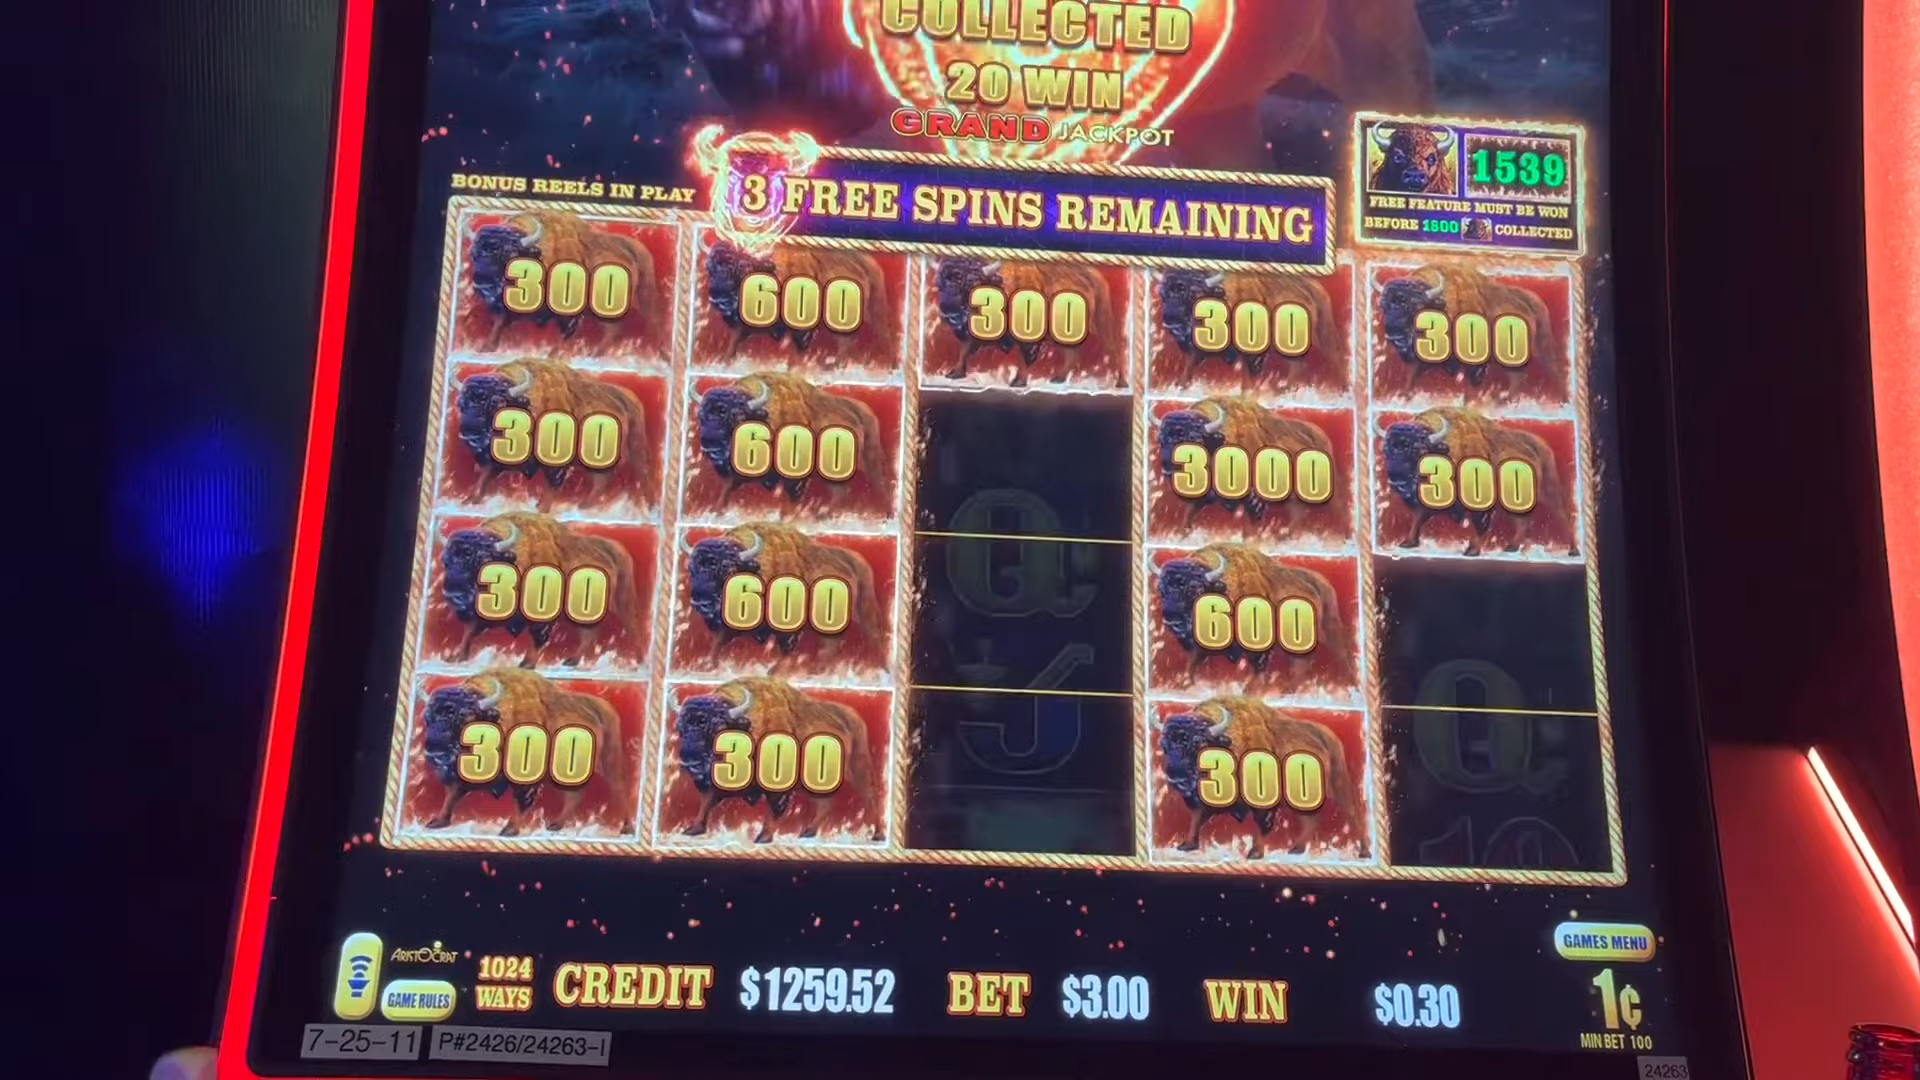 COLLECTED
20 WIN
GRAND JACKPOT
BONUS REELS IN PLAY
3 FREE SPINS REMAINING
1539
FREE FEATURE MUST BE WON
BEFORE 1800 COLLECTED
300 600 300 300 300
300 600 3000 300
300 600 600
300 300 300
Q
J
Q
10
GAMES MENU
ARISTOCRAT
GAME RULES
1024
WAYS
CREDIT $1259.52 BET $3.00 WIN $0.30
1¢
MIN BET 100
7-25-11 P#2426/24263-I
24263